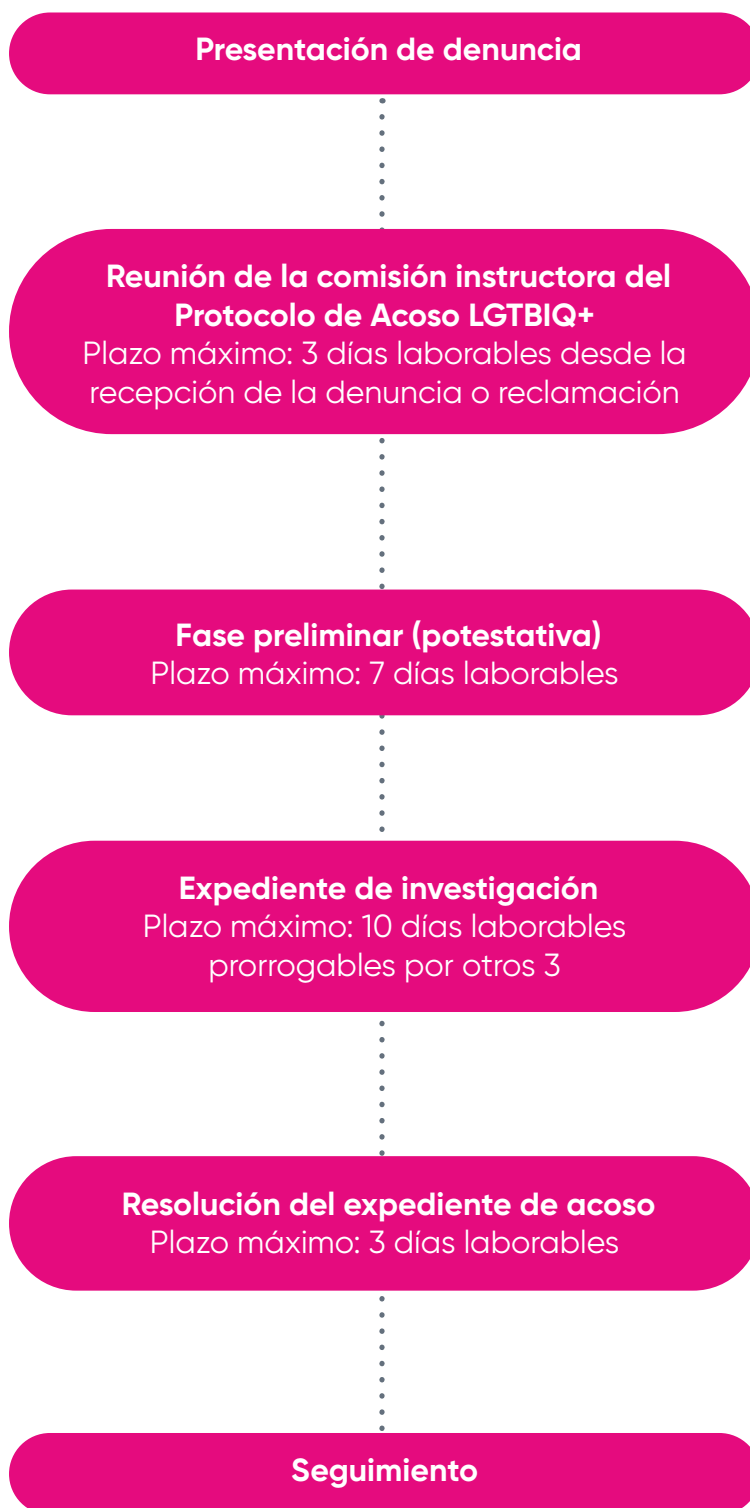 Presentación de denuncia
Reunión de la comisión instructora del
Protocolo de Acoso LGTBIQ+
Plazo máximo: 3 días laborables desde la
recepción de la denuncia o reclamación
Fase preliminar (potestativa)
Plazo máximo: 7 días laborables
Expediente de investigación
Plazo máximo: 10 días laborables
prorrogables por otros 3
Resolución del expediente de acoso
Plazo máximo: 3 días laborables
Seguimiento